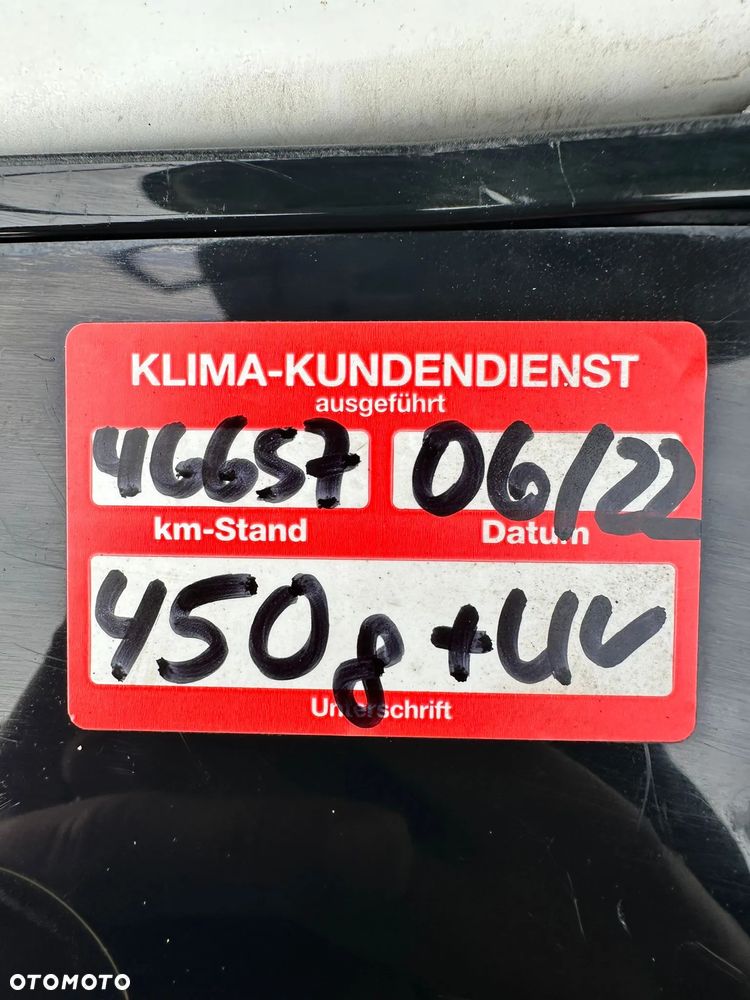 KLIMA-KUNDENDIENST
ausgeführt
46657 06/22
km-Stand Datum
450g +UV
Unterschrift
OTOMOTO